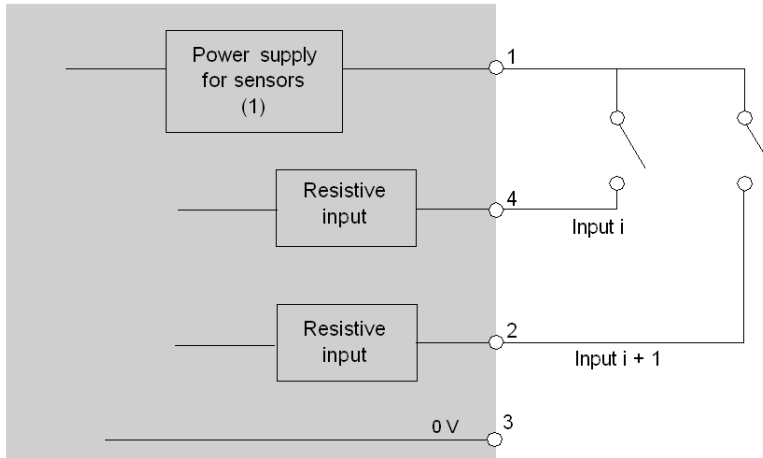 Power supply
for sensors
(1)
1
Resistive
input
4
Input i
Resistive
input
2
Input i + 1
0 V
3